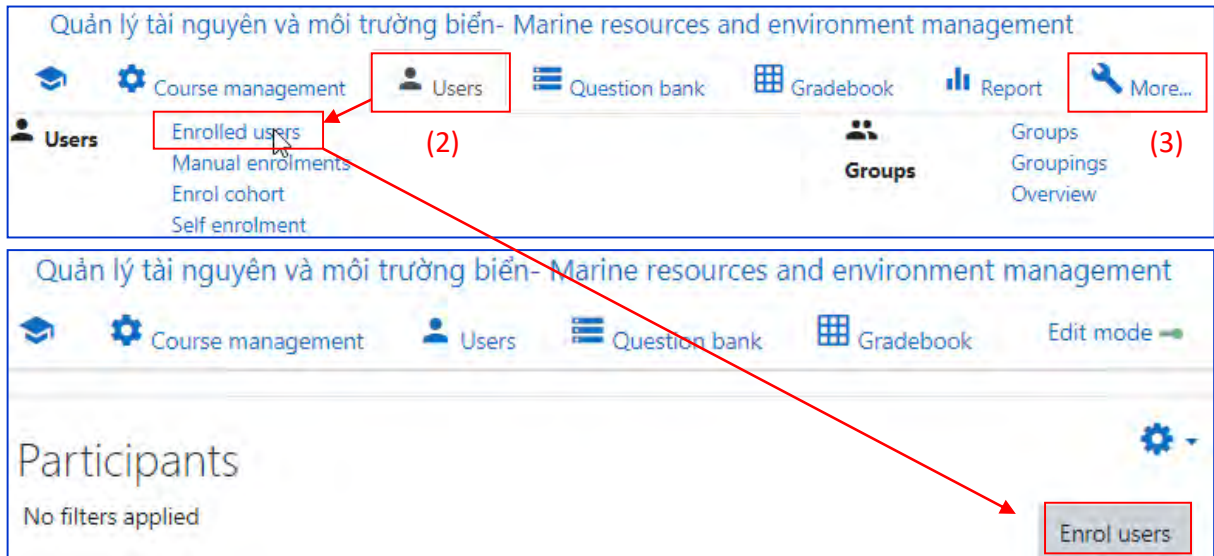 Quản lý tài nguyên và môi trường biển- Marine resources and environment management
Course management Users Question bank Gradebook Report More...
Users Enrolled users (2) Groups Groups (3)
Manual enrolments Groupings
Enrol cohort Overview
Self enrolment
Quản lý tài nguyên và môi trường biển- Marine resources and environment management
Course management Users Question bank Gradebook Edit mode
Participants
No filters applied
Enrol users